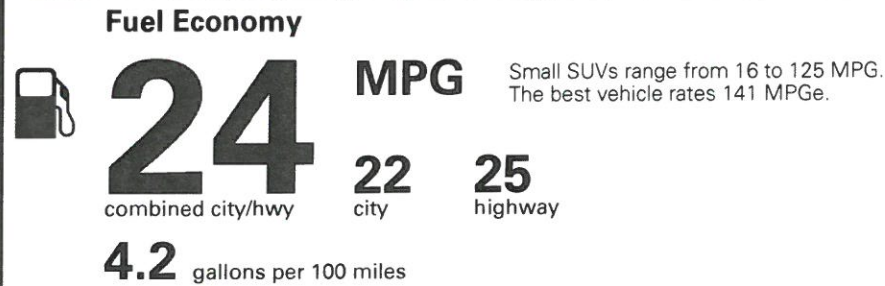 Fuel Economy
24 MPG
Small SUVs range from 16 to 125 MPG.
The best vehicle rates 141 MPGe.
combined city/hwy
22 city
25 highway
4.2 gallons per 100 miles